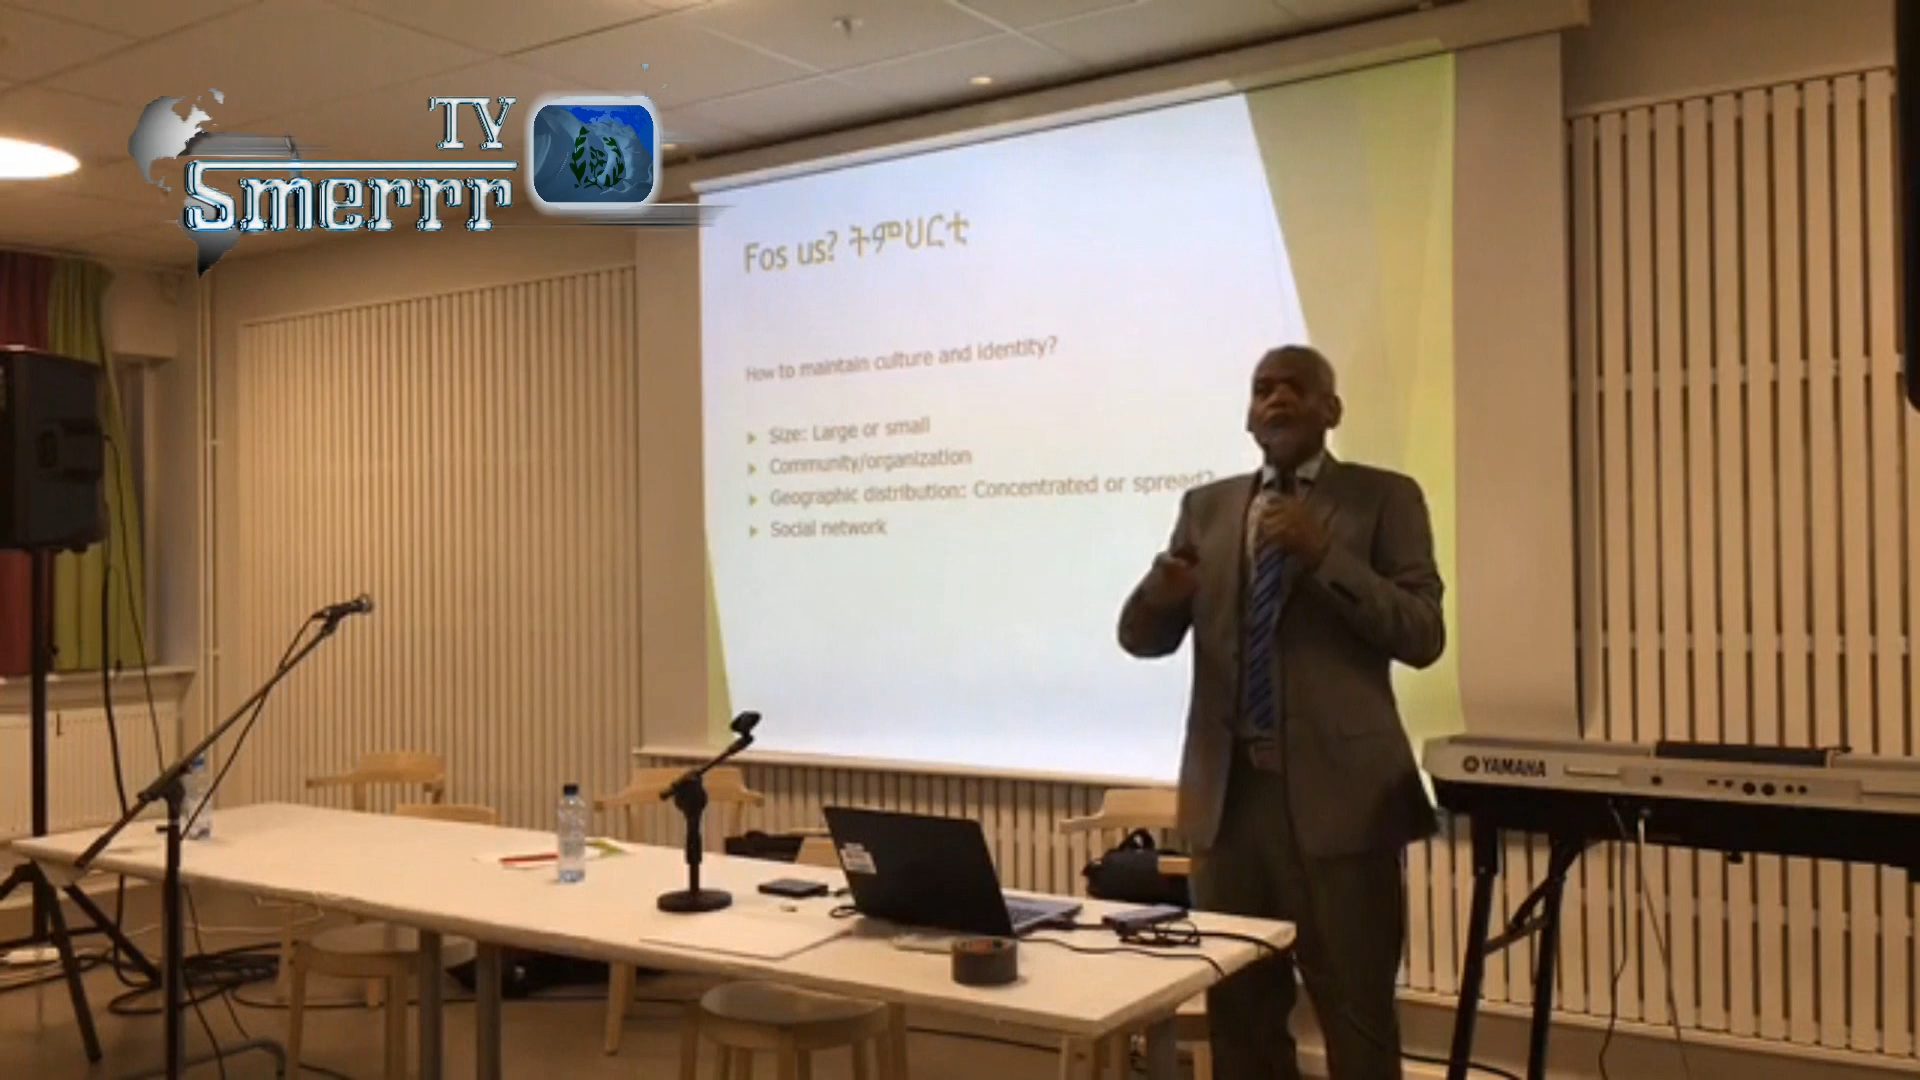 TV
Smerrr
Fos us? ትምህርቲ
How to maintain culture and identity?
Size: Large or small
Community/organization
Geographic distribution: Concentrated or spread?
Social network
YAMAHA